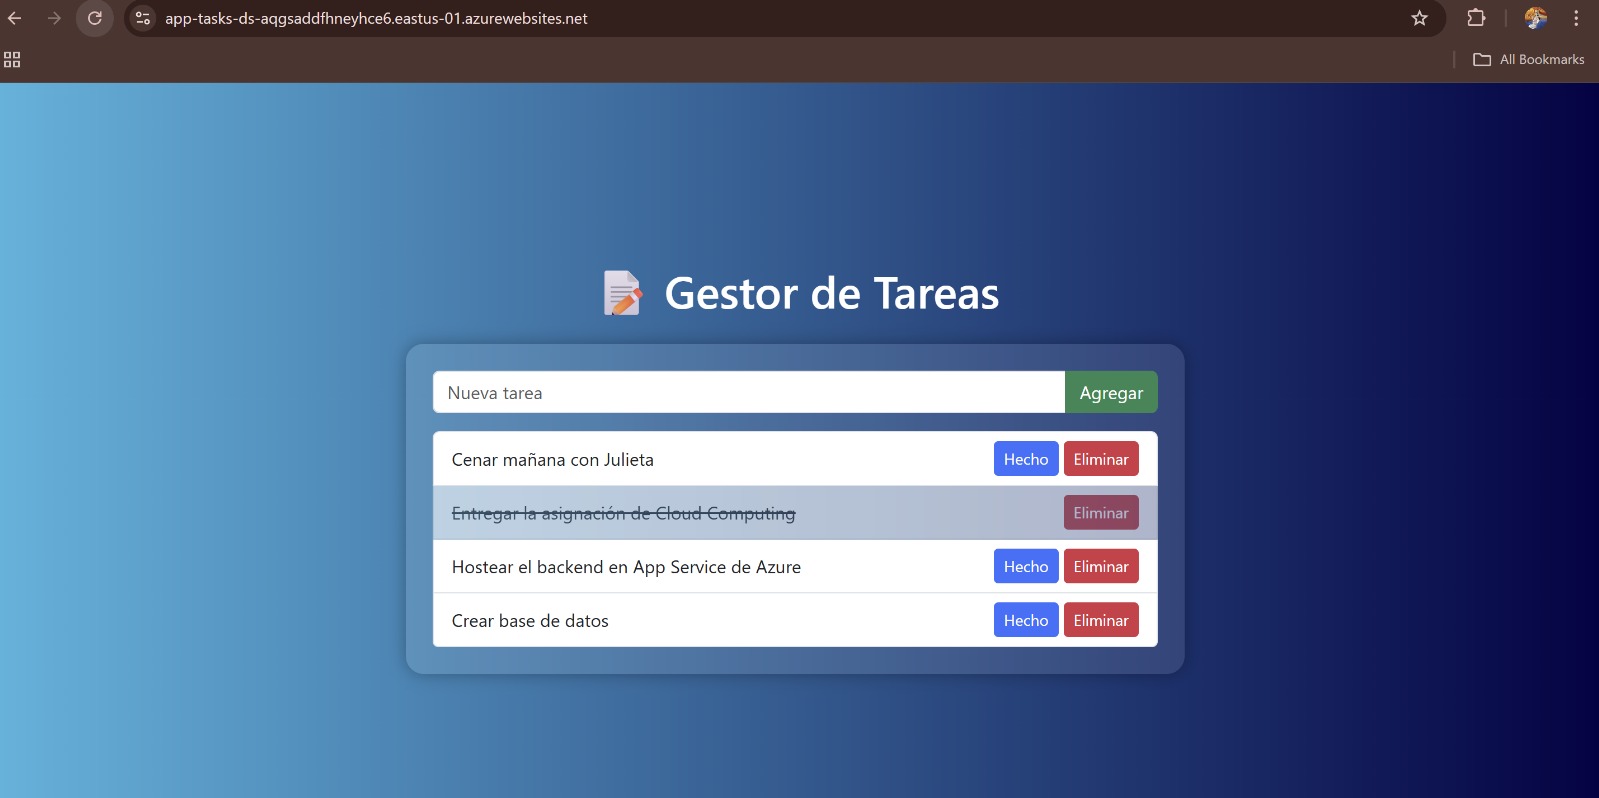 app-tasks-ds-aqgsaddfhneyhce6.eastus-01.azurewebsites.net
All Bookmarks
Gestor de Tareas
Nueva tarea Agregar
Cenar mañana con Julieta Hecho Eliminar
Entregar la asignación de Cloud Computing Eliminar
Hostear el backend en App Service de Azure Hecho Eliminar
Crear base de datos Hecho Eliminar